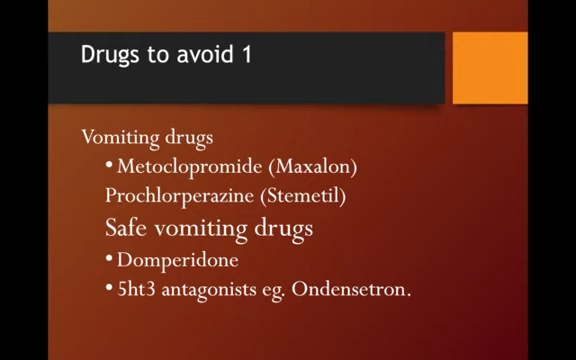 Drugs to avoid 1
Vomiting drugs
• Metoclopromide (Maxalon)
Prochlorperazine (Stemetil)
Safe vomiting drugs
• Domperidone
• 5ht3 antagonists eg. Ondensetron.